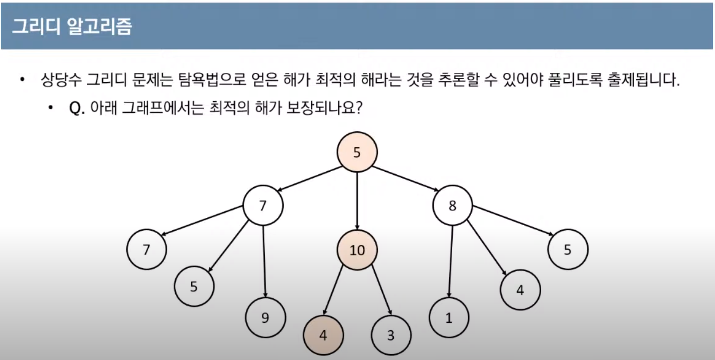 그리디 알고리즘
• 상당수 그리디 문제는 탐욕법으로 얻은 해가 최적의 해라는 것을 추론할 수 있어야 풀리도록 출제됩니다.
• Q. 아래 그래프에서는 최적의 해가 보장되나요?
5
7 8
7 10 5
5 4
9 4 3 1